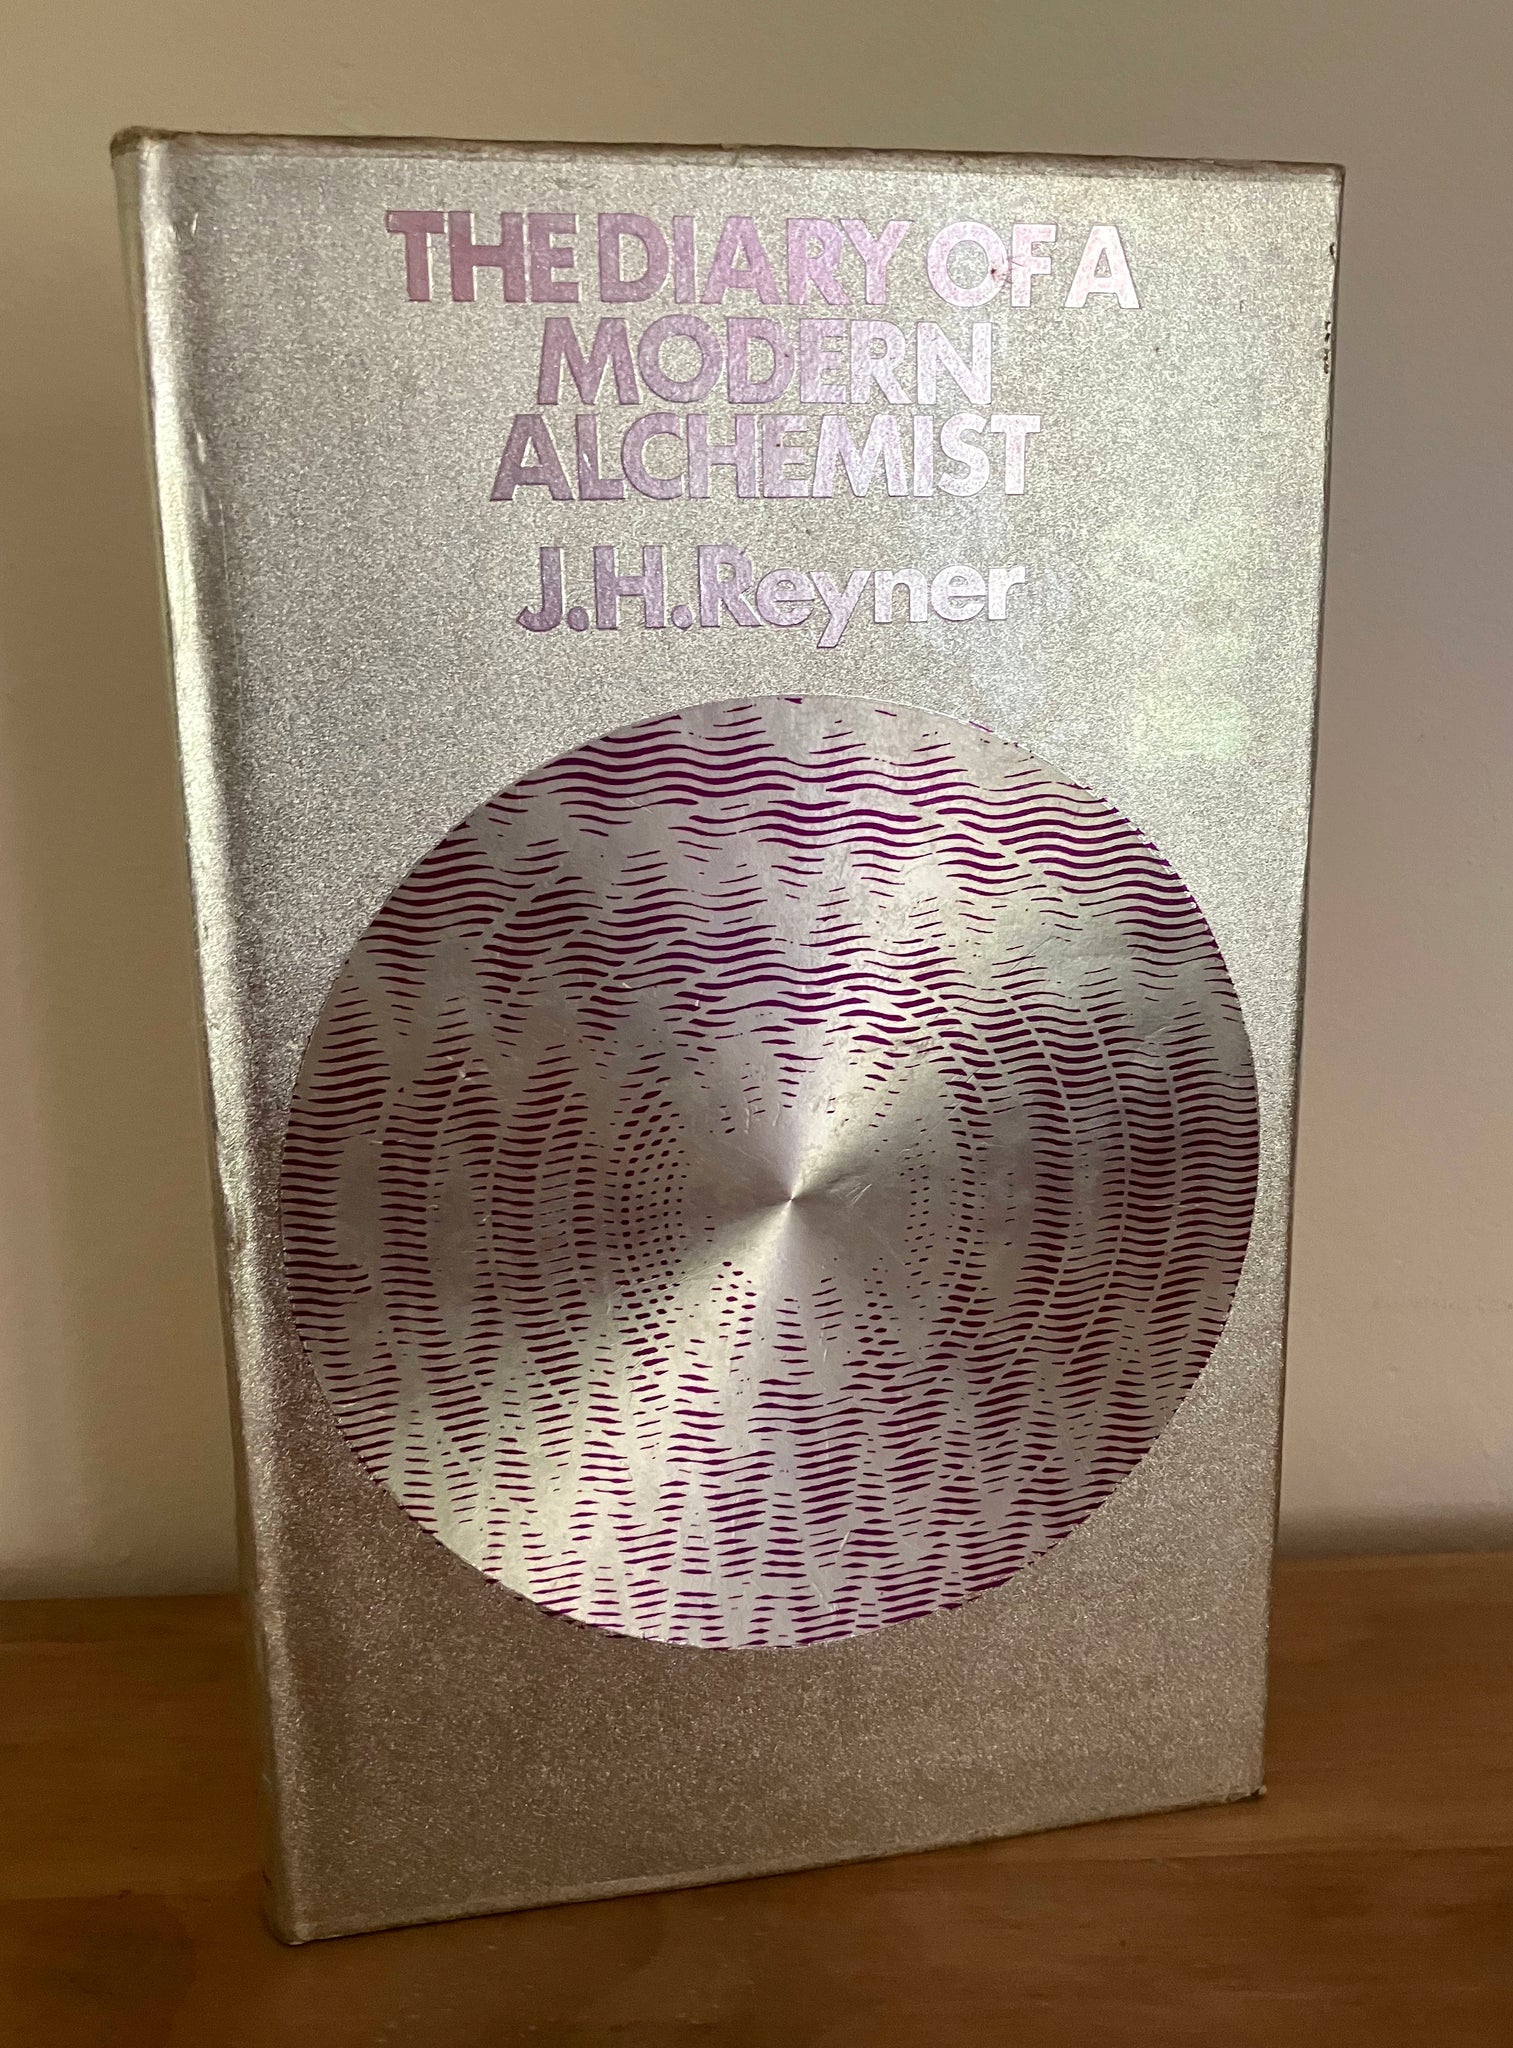 THE DIARY OF A
MODERN
ALCHEMIST
J.H.Reyner